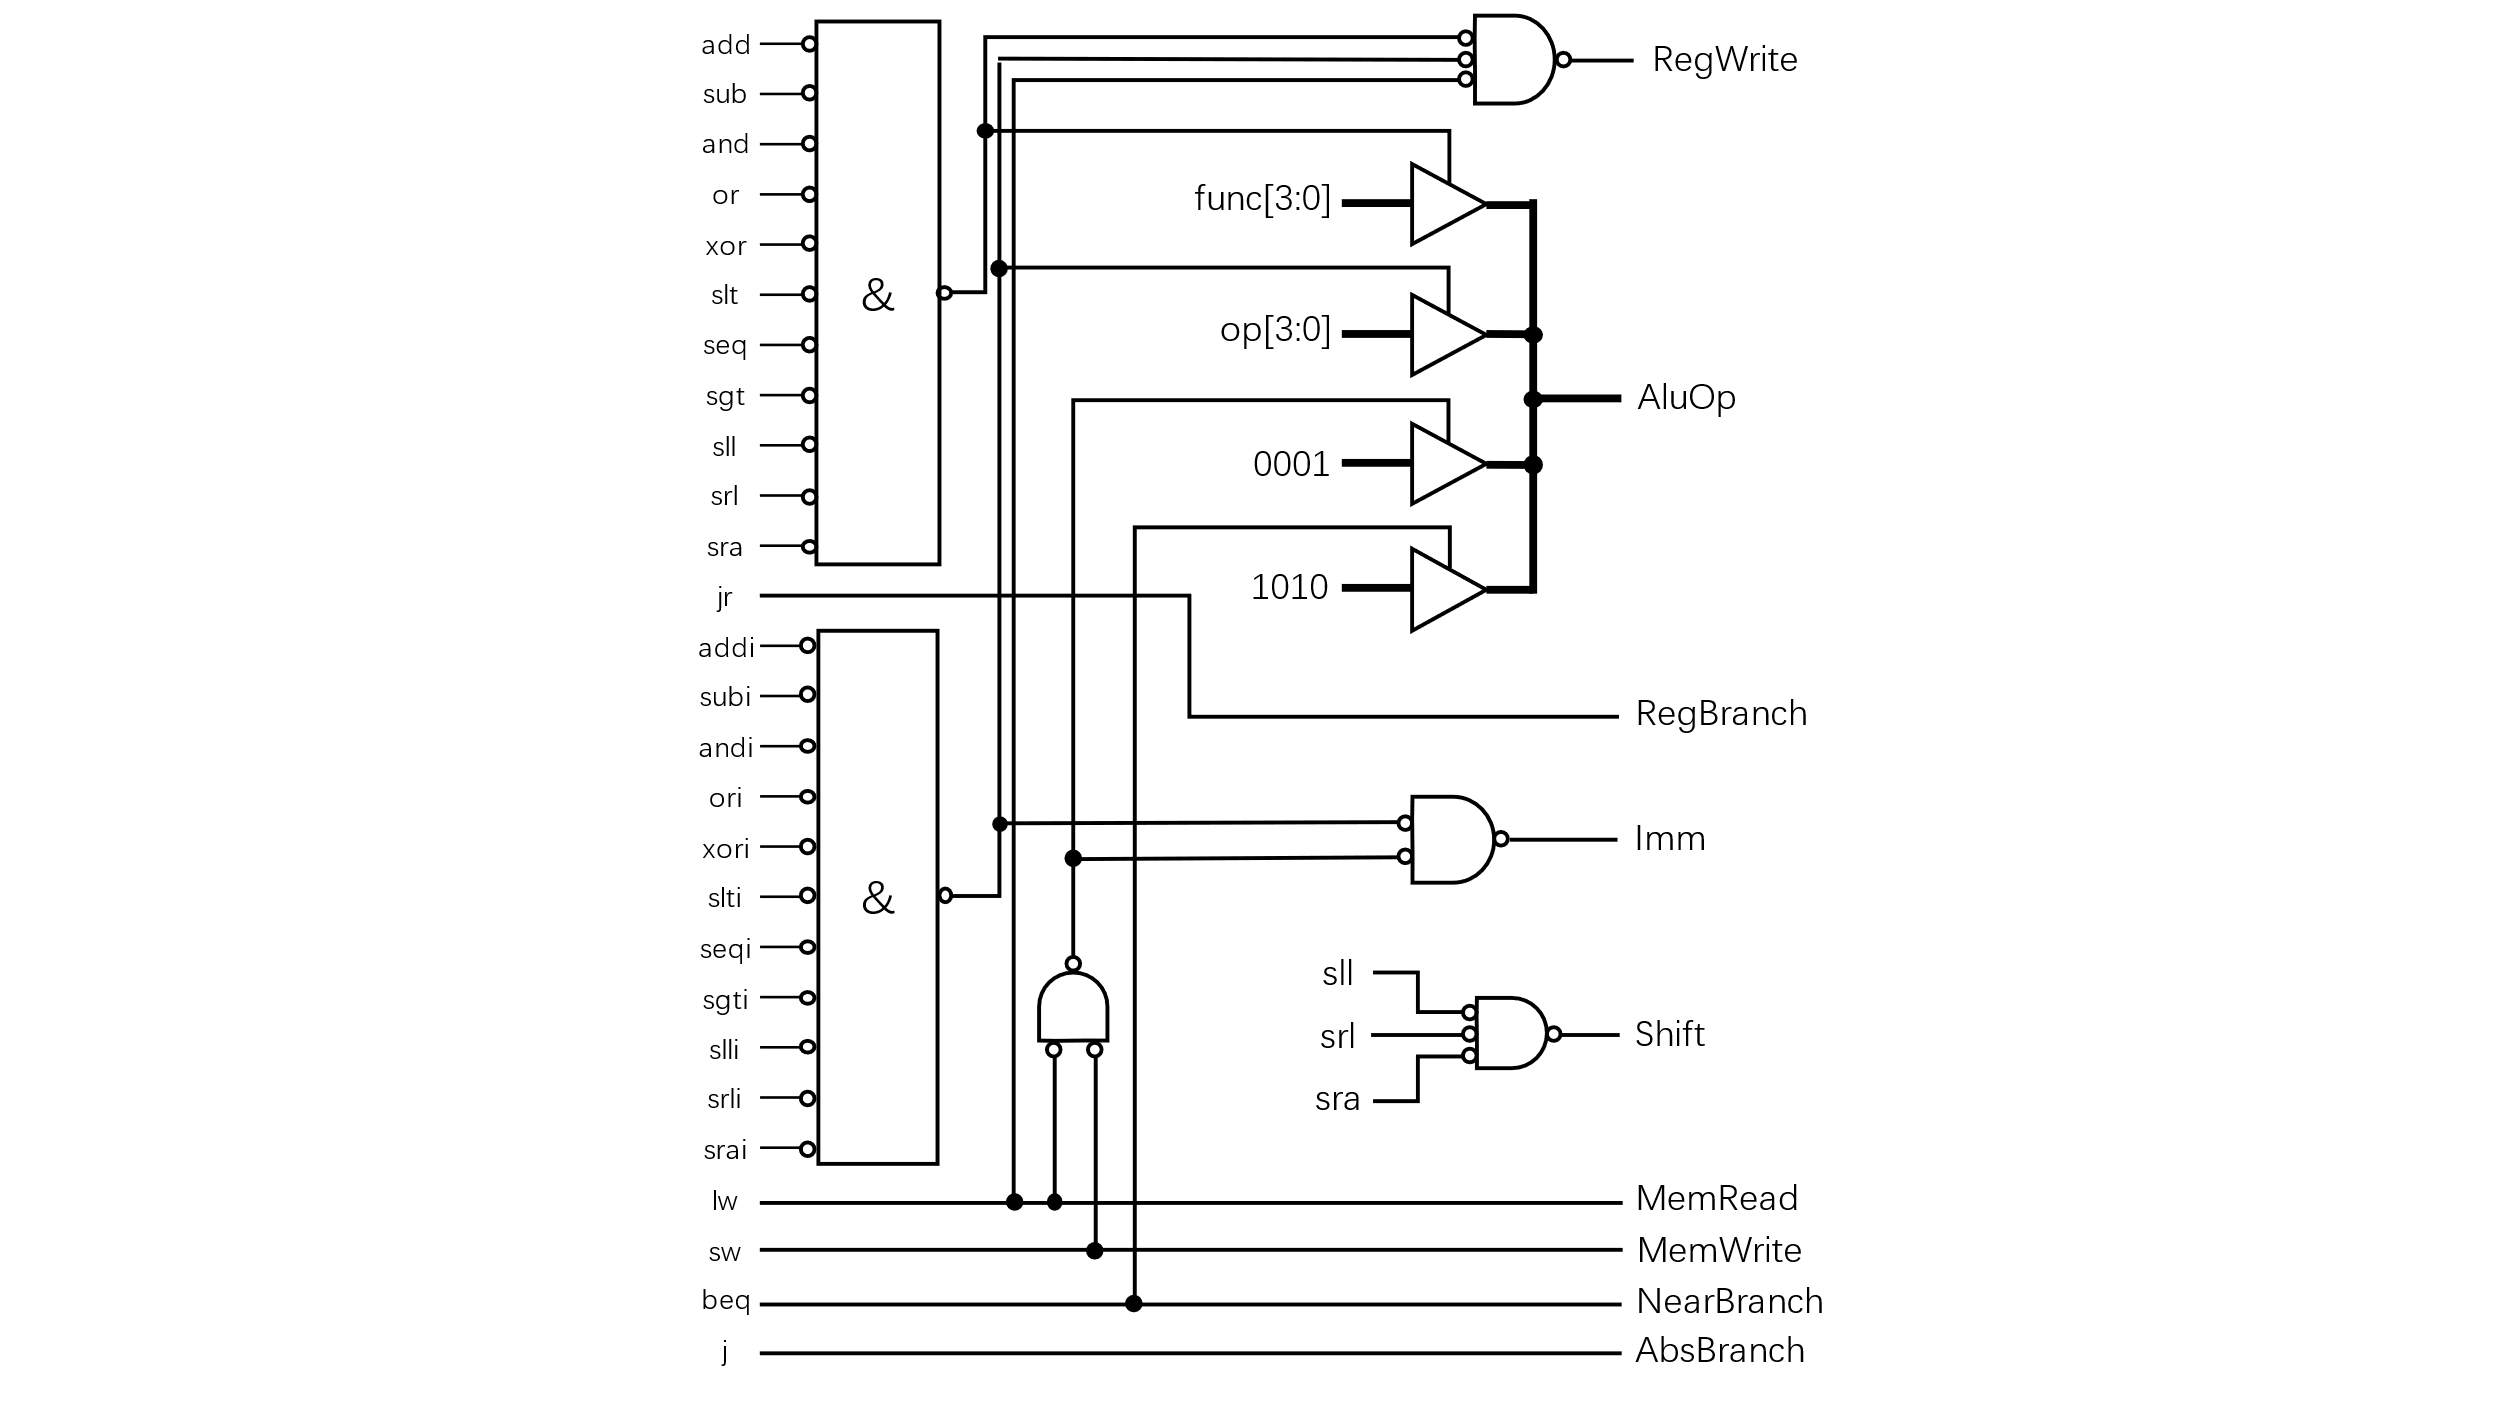 add
sub
and
or
xor
slt
seq
sgt
sll
srl
sra
jr
addi
subi
andi
ori
xori
slti
seqi
sgti
slli
srli
srai
lw
sw
beq
j
&
&
func[3:0]
op[3:0]
0001
1010
sll
srl
sra
RegWrite
AluOp
RegBranch
Imm
Shift
MemRead
MemWrite
NearBranch
AbsBranch